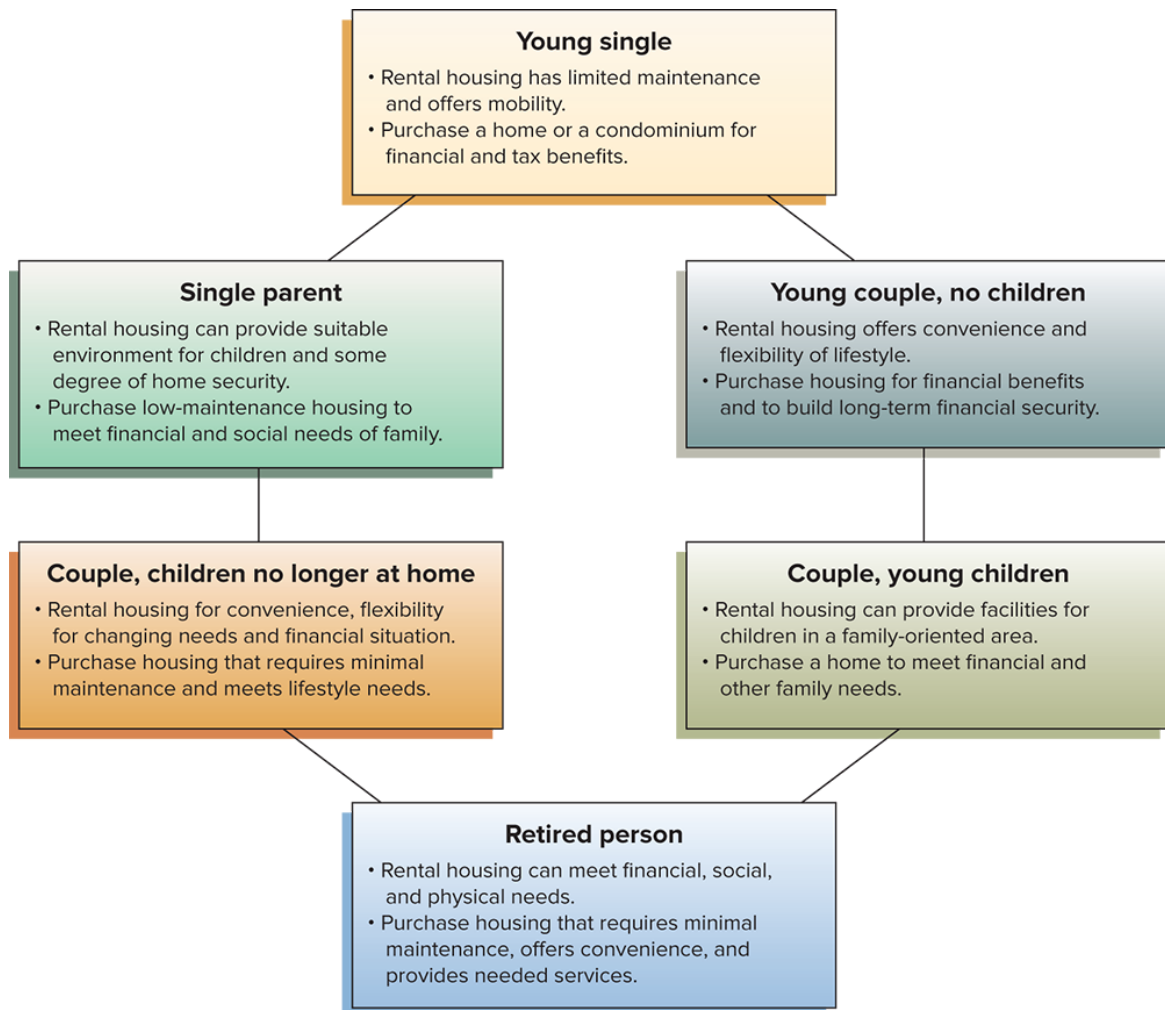 Young single
• Rental housing has limited maintenance
and offers mobility.
• Purchase a home or a condominium for
financial and tax benefits.
Single parent
• Rental housing can provide suitable
environment for children and some
degree of home security.
• Purchase low-maintenance housing to
meet financial and social needs of family.
Young couple, no children
• Rental housing offers convenience and
flexibility of lifestyle.
• Purchase housing for financial benefits
and to build long-term financial security.
Couple, children no longer at home
• Rental housing for convenience, flexibility
for changing needs and financial situation.
• Purchase housing that requires minimal
maintenance and meets lifestyle needs.
Couple, young children
• Rental housing can provide facilities for
children in a family-oriented area.
• Purchase a home to meet financial and
other family needs.
Retired person
• Rental housing can meet financial, social,
and physical needs.
• Purchase housing that requires minimal
maintenance, offers convenience, and
provides needed services.